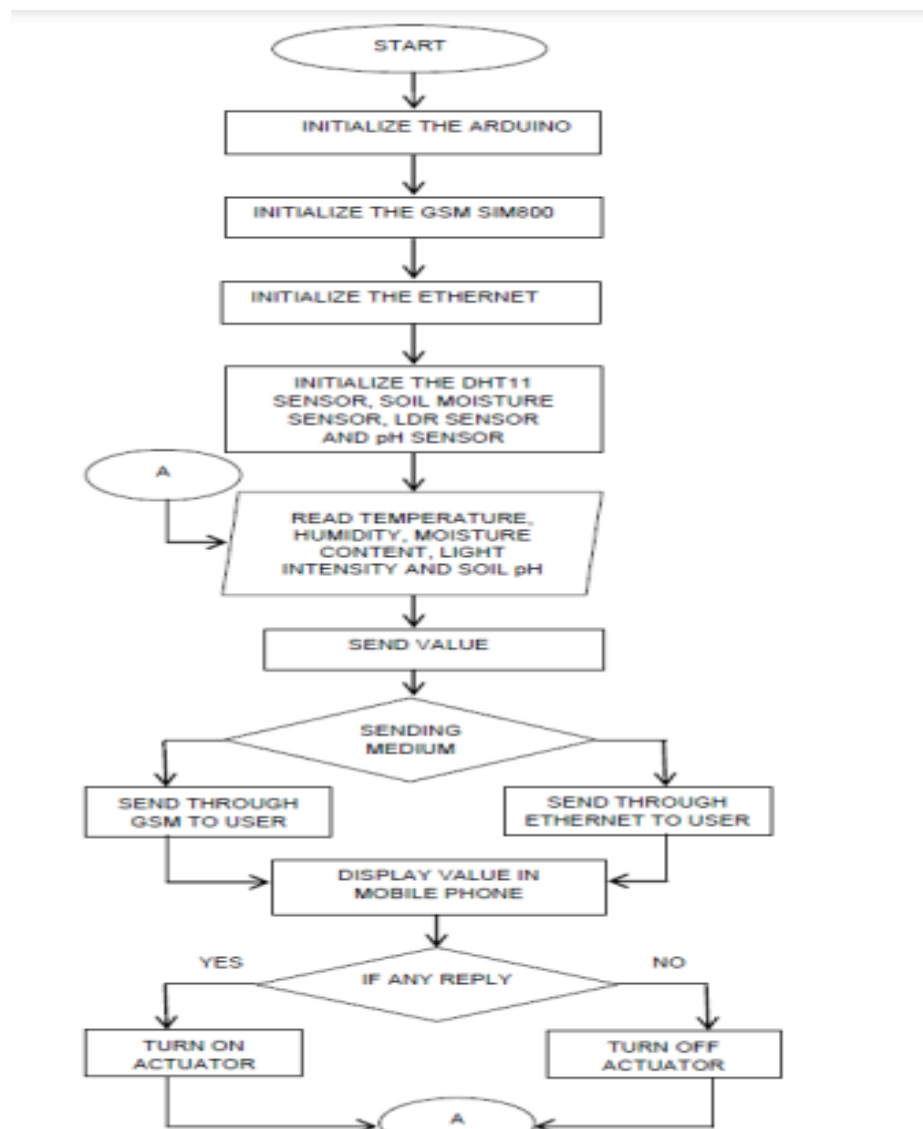 START
INITIALIZE THE ARDUINO
INITIALIZE THE GSM SIM800
INITIALIZE THE ETHERNET
INITIALIZE THE DHT11
SENSOR, SOIL MOISTURE
SENSOR, LDR SENSOR
AND pH SENSOR
A
READ TEMPERATURE,
HUMIDITY, MOISTURE
CONTENT, LIGHT
INTENSITY AND SOIL pH
SEND VALUE
SENDING
MEDIUM
SEND THROUGH
GSM TO USER
SEND THROUGH
ETHERNET TO USER
DISPLAY VALUE IN
MOBILE PHONE
YES
IF ANY REPLY
NO
TURN ON
ACTUATOR
TURN OFF
ACTUATOR
A